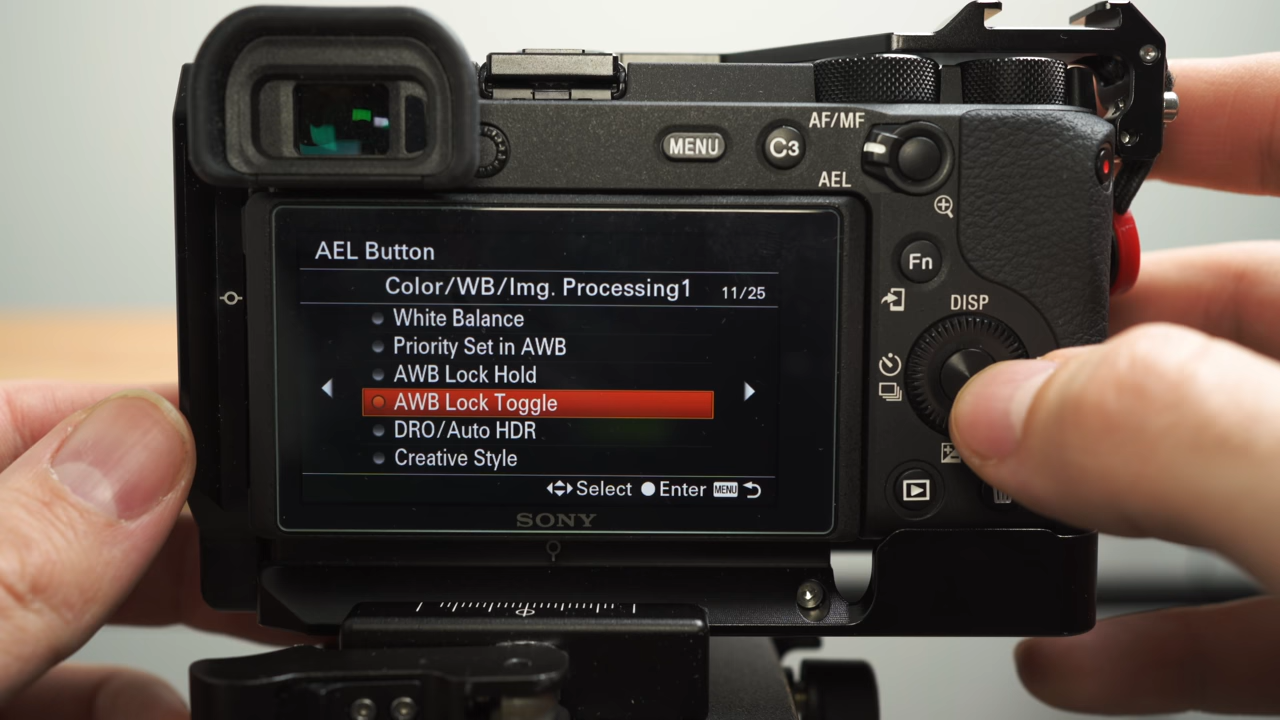 AF/MF
MENU
C3
AEL
AEL Button
Color/WB/Img. Processing1 11/25
White Balance
Priority Set in AWB
AWB Lock Hold
AWB Lock Toggle
DRO/Auto HDR
Creative Style
Select Enter MENU
SONY
Fn
DISP